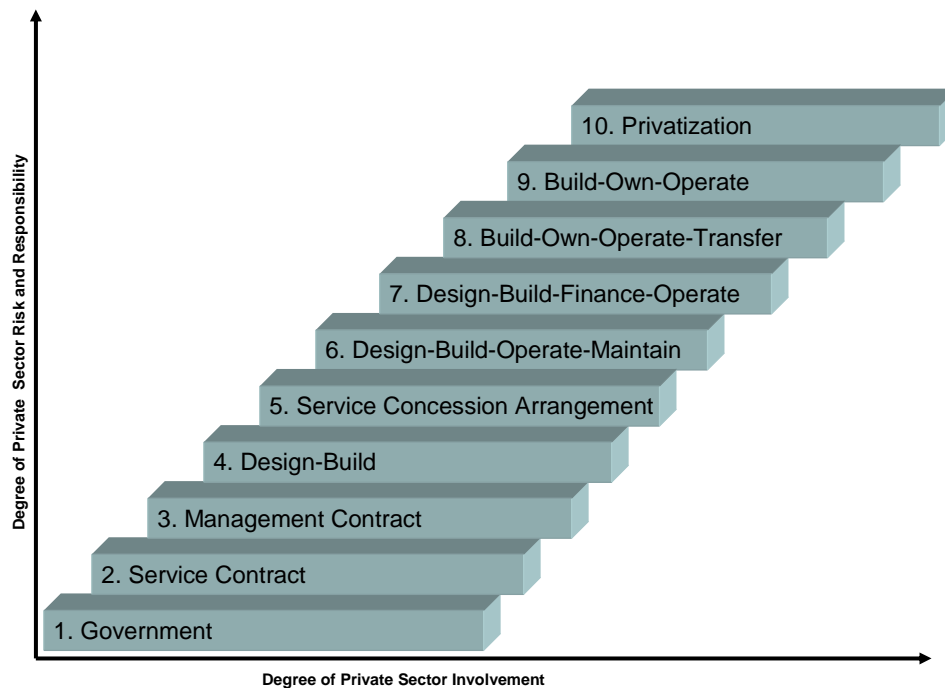 Degree of Private Sector Risk and Responsibility
10. Privatization
9. Build-Own-Operate
8. Build-Own-Operate-Transfer
7. Design-Build-Finance-Operate
6. Design-Build-Operate-Maintain
5. Service Concession Arrangement
4. Design-Build
3. Management Contract
2. Service Contract
1. Government
Degree of Private Sector Involvement